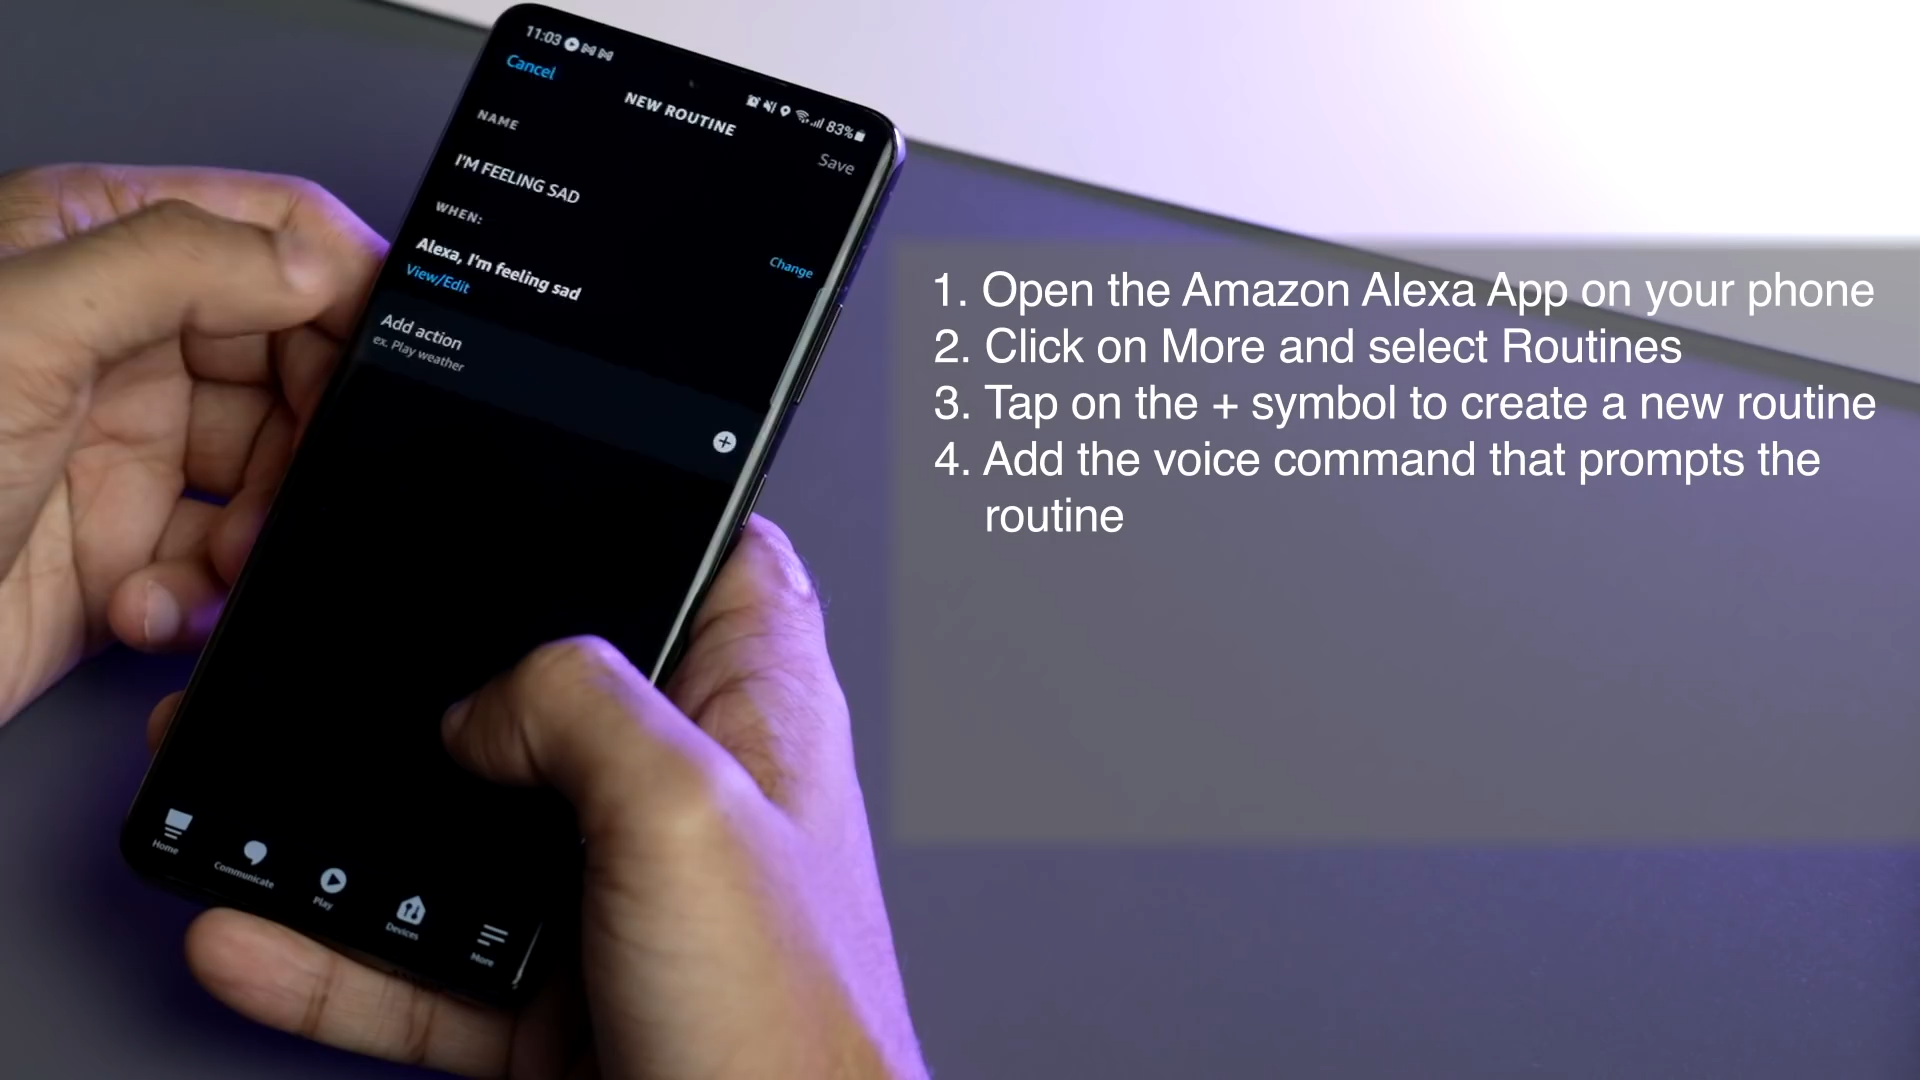 11:03
83%
Cancel
NEW ROUTINE
Save
NAME
I'M FEELING SAD
WHEN:
Alexa, I'm feeling sad
Change
View/Edit
Add action
ex. Play weather
Home
Communicate
Play
Devices
More
1. Open the Amazon Alexa App on your phone
2. Click on More and select Routines
3. Tap on the + symbol to create a new routine
4. Add the voice command that prompts the
routine